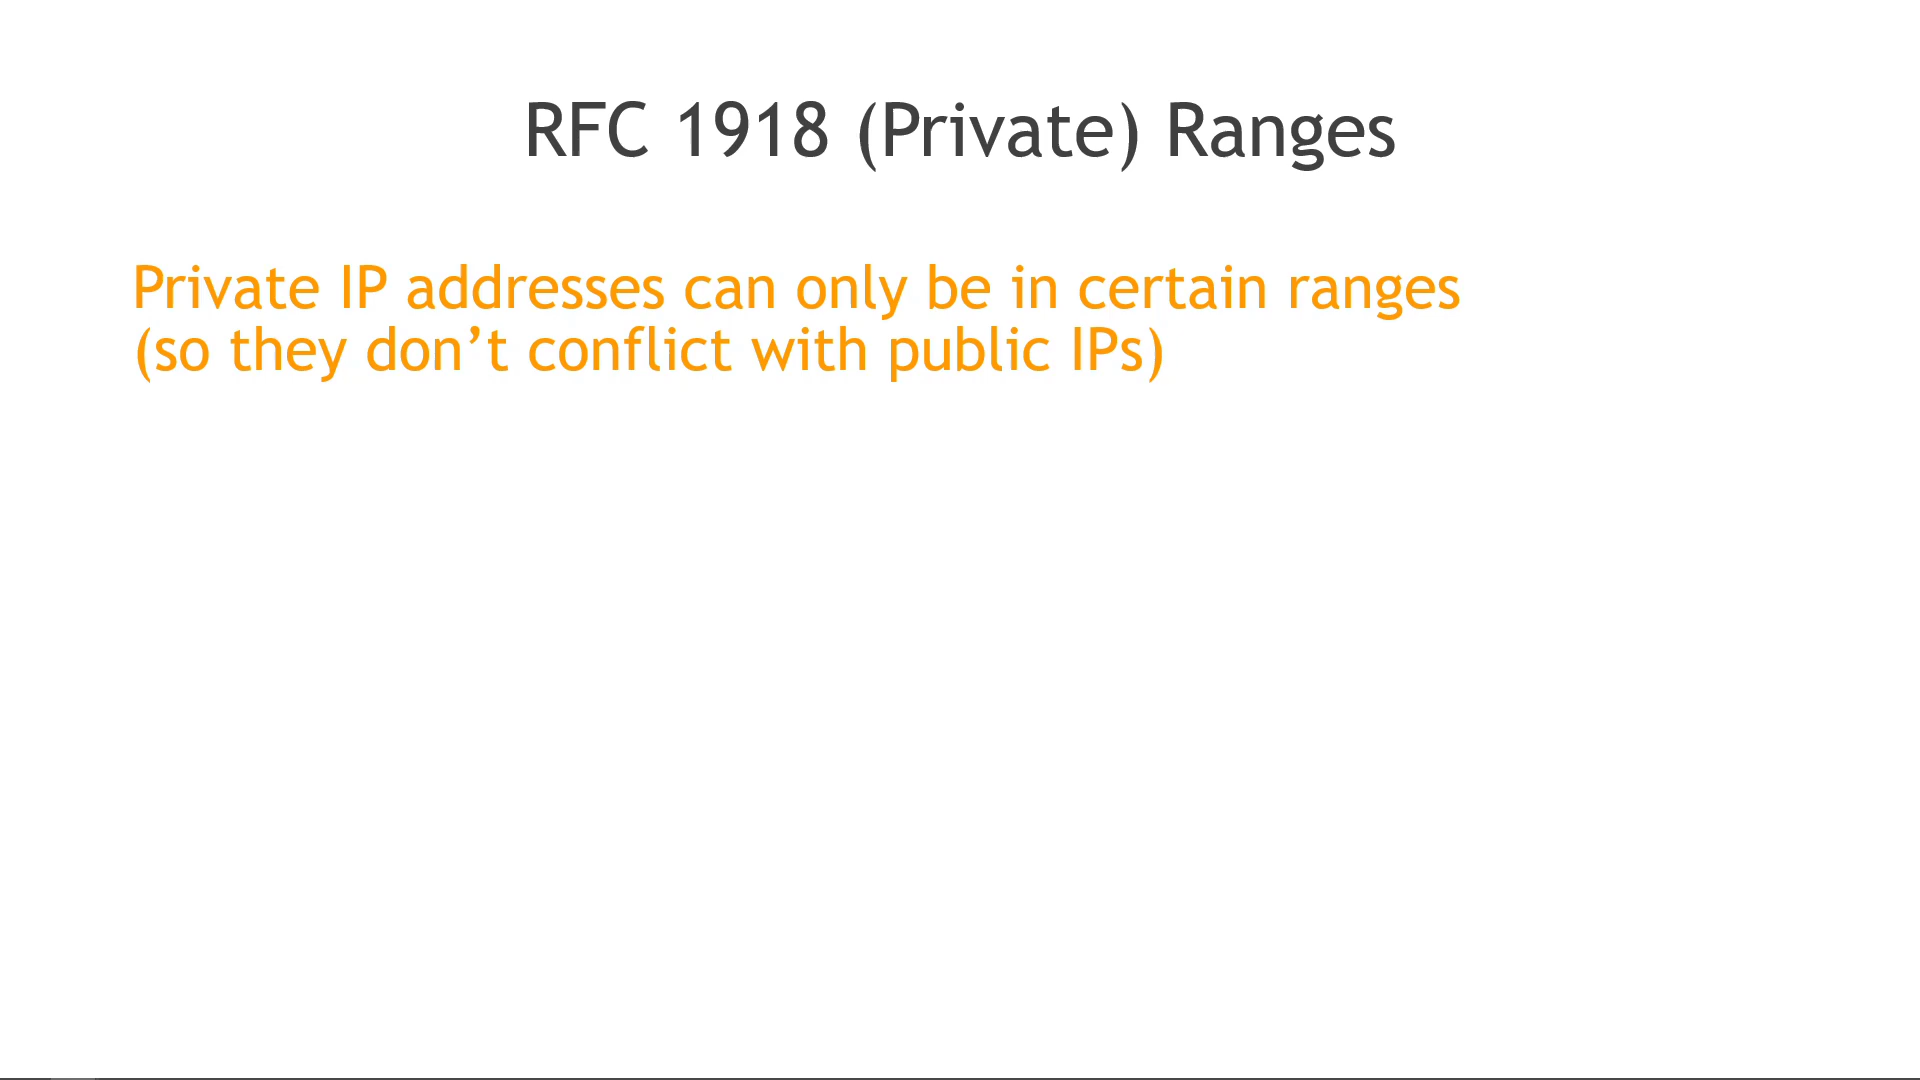 RFC 1918 (Private) Ranges
Private IP addresses can only be in certain ranges
(so they don’t conflict with public IPs)